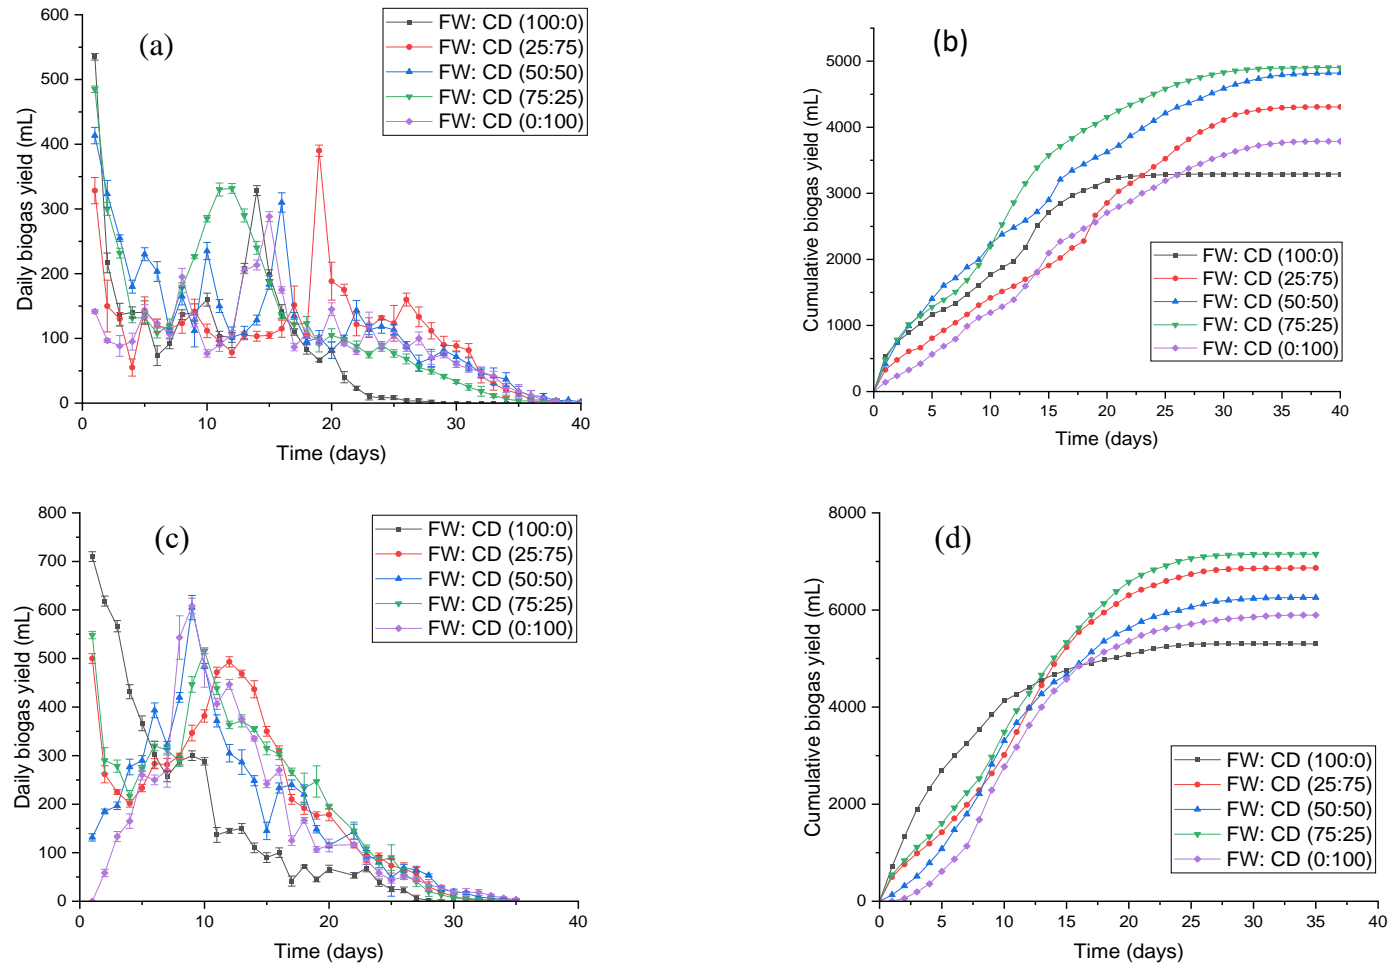 (a)
FW: CD (100:0)
FW: CD (25:75)
FW: CD (50:50)
FW: CD (75:25)
FW: CD (0:100)
Daily biogas yield (mL)
600
500
400
300
200
100
0
0 10 20 30 40
Time (days)
(b)
FW: CD (100:0)
FW: CD (25:75)
FW: CD (50:50)
FW: CD (75:25)
FW: CD (0:100)
Cumulative biogas yield (mL)
5000
4000
3000
2000
1000
0
0 5 10 15 20 25 30 35 40
Time (days)
(c)
FW: CD (100:0)
FW: CD (25:75)
FW: CD (50:50)
FW: CD (75:25)
FW: CD (0:100)
Daily biogas yield (mL)
800
700
600
500
400
300
200
100
0
0 10 20 30 40
Time (days)
(d)
FW: CD (100:0)
FW: CD (25:75)
FW: CD (50:50)
FW: CD (75:25)
FW: CD (0:100)
Cumulative biogas yield (mL)
8000
6000
4000
2000
0
0 5 10 15 20 25 30 35 40
Time (days)